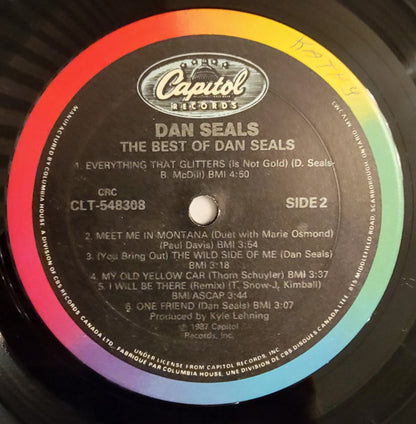 Capitol
RECORDS
DAN SEALS
THE BEST OF DAN SEALS
1. EVERYTHING THAT GLITTERS (Is Not Gold) (D. Seals-
B. McDill) BMI 4:50
CRC
CLT-548308
SIDE 2
2. MEET ME IN MONTANA (Duet with Marie Osmond)
(Paul Davis) BMI 3:54
3. (You Bring Out) THE WILD SIDE OF ME (Dan Seals)
BMI 3:18
4. MY OLD YELLOW CAR (Thom Schuyler) BMI 3:37
5. I WILL BE THERE (Remix) (T. Snow-J. Kimball)
BMI/ASCAP 3:44
6. ONE FRIEND (Dan Seals) BMI 3:07
Produced by Kyle Lehning
℗ 1987 Capitol
Records, Inc.
UNDER LICENSE FROM CAPITOL RECORDS, INC.
MANUFACTURED BY COLUMBIA HOUSE, A DIVISION OF CBS RECORDS CANADA LTD./FABRIQUÉ PAR COLUMBIA HOUSE, UNE DIVISION DE CBS DISQUES CANADA LTÉE, 815 MIDDLEFIELD ROAD, SCARBOROUGH, ONTARIO M1V